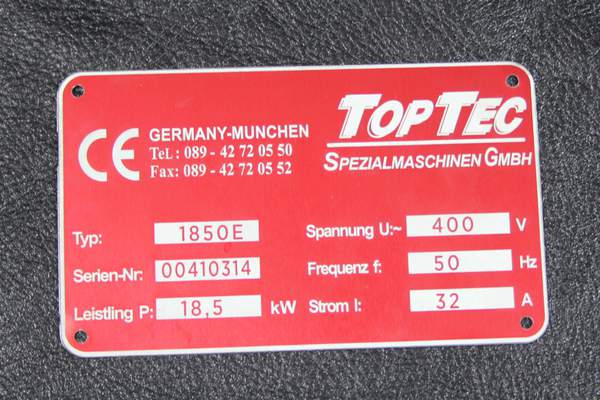 CE GERMANY-MUNCHEN
TeL: 089 - 42 72 05 50
Fax: 089 - 42 72 05 52
TOPTEC
SPEZIALMASCHINEN GMBH
Typ: 1850E
Spannung U:~ 400 V
Serien-Nr: 00410314
Frequenz f: 50 Hz
Leistling P: 18,5 kW
Strom I: 32 A